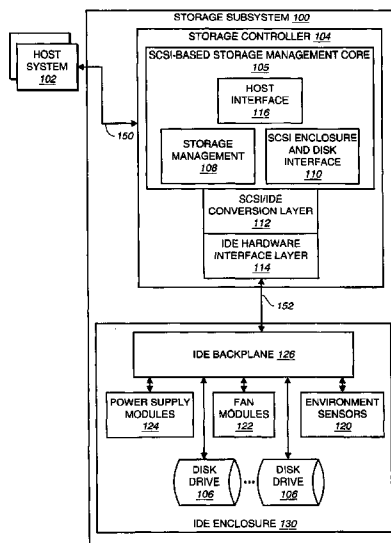 STORAGE SUBSYSTEM 100
STORAGE CONTROLLER 104
SCSI-BASED STORAGE MANAGEMENT CORE
105
HOST
SYSTEM
102
HOST
INTERFACE
116
150
STORAGE
MANAGEMENT
108
SCSI ENCLOSURE
AND DISK
INTERFACE
110
SCSI/IDE
CONVERSION LAYER
112
IDE HARDWARE
INTERFACE LAYER
114
152
IDE BACKPLANE 126
POWER SUPPLY
MODULES
124
FAN
MODULES
122
ENVIRONMENT
SENSORS
120
DISK
DRIVE
106
DISK
DRIVE
106
IDE ENCLOSURE 130